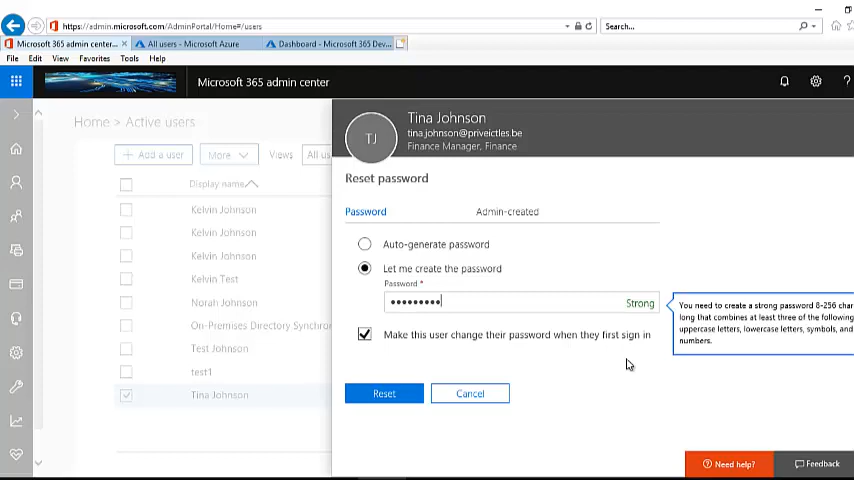 https://admin.microsoft.com/AdminPortal/Home#/users
Search...
Microsoft 365 admin center...
All users - Microsoft Azure
Dashboard - Microsoft 365 Dev...
File Edit View Favorites Tools Help
Microsoft 365 admin center
?
TJ
Tina Johnson
tina.johnson@priveictles.be
Finance Manager, Finance
Home > Active users
+ Add a user
More
Views
All us
Display name
Kelvin Johnson
Kelvin Johnson
Kelvin Johnson
Kelvin Test
Norah Johnson
On-Premises Directory Synchror
Test Johnson
test1
Tina Johnson
Reset password
Password
Admin-created
Auto-generate password
Let me create the password
Password *
•••••••••
Strong
You need to create a strong password 8-256 char
long that combines at least three of the following
uppercase letters, lowercase letters, symbols, and
numbers.
Make this user change their password when they first sign in
Reset
Cancel
Need help?
Feedback